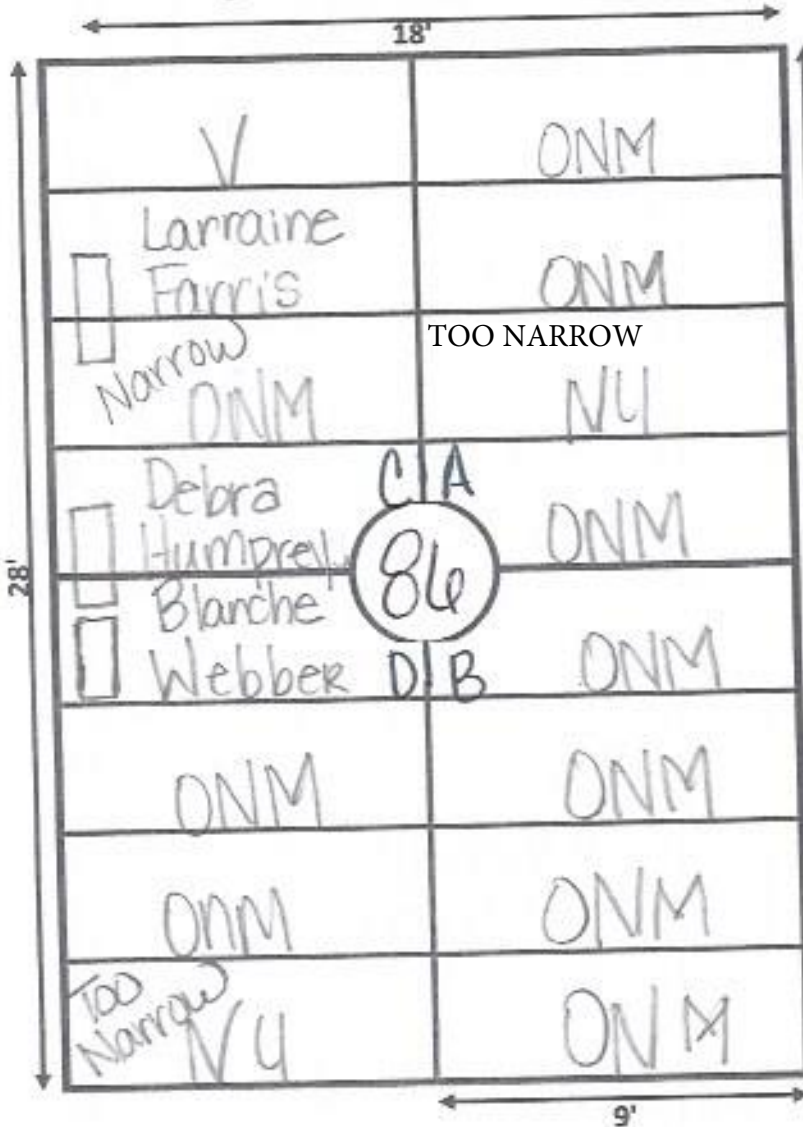 18'
V
ONM
Larraine
Farris
ONM
Narrow
ONM
TOO NARROW
NU
28'
Debra
Humprey
C A
ONM
86
Blanche
Webber
D B
ONM
ONM
ONM
OnM
ONM
Too
Narrow
NU
ONM
9'